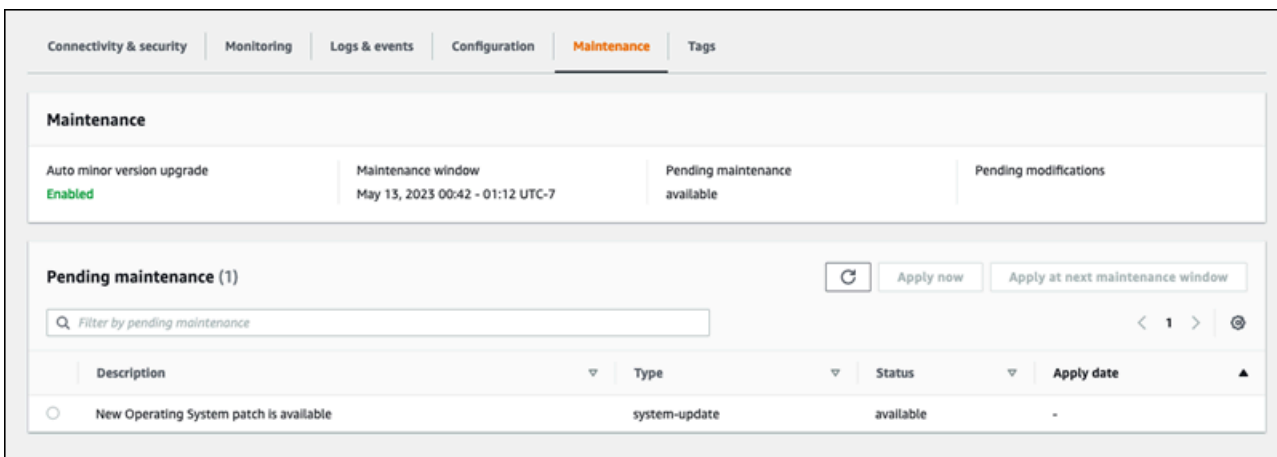 Connectivity & security Monitoring Logs & events Configuration Maintenance Tags
Maintenance
Auto minor version upgrade Maintenance window Pending maintenance Pending modifications
Enabled May 13, 2023 00:42 - 01:12 UTC-7 available
Pending maintenance (1) Apply now Apply at next maintenance window
Filter by pending maintenance 1
Description Type Status Apply date
New Operating System patch is available system-update available -